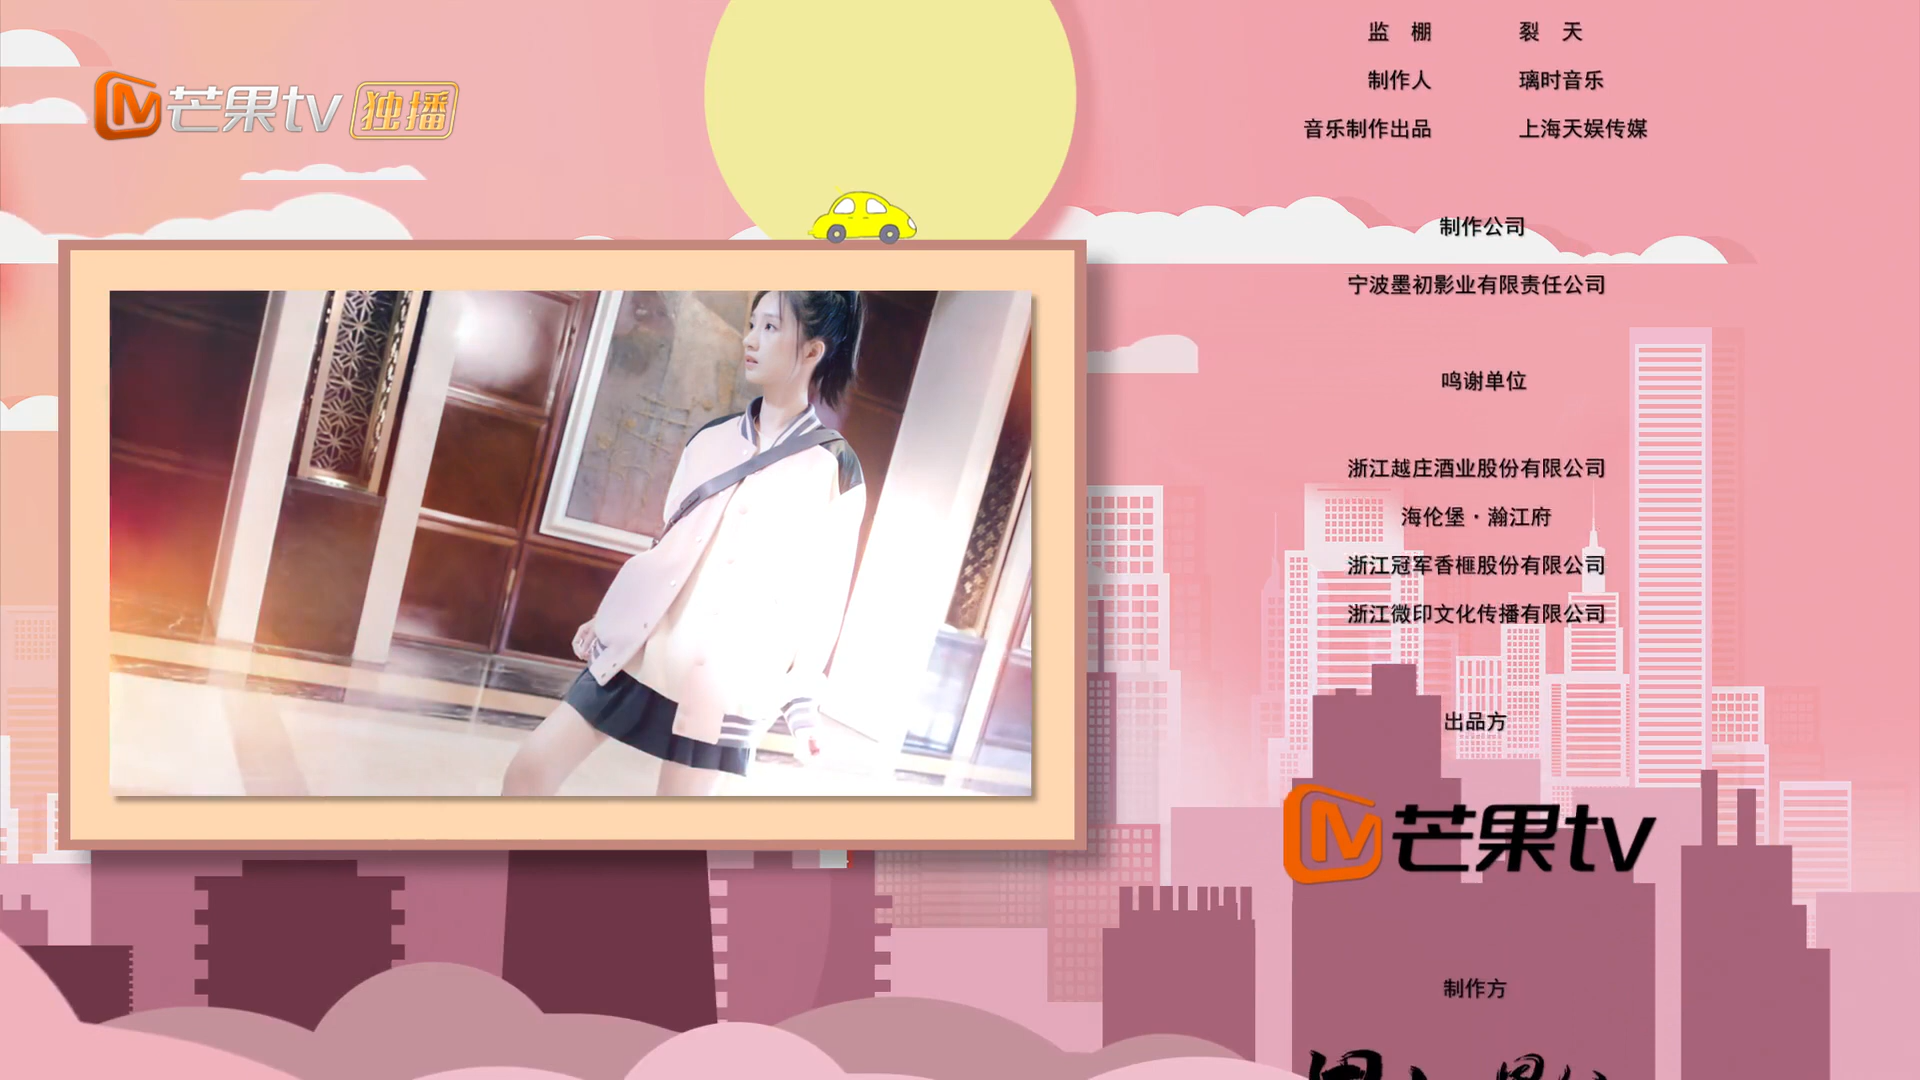 芒果tv 独播
监 棚 裂 天
制作人 璃时音乐
音乐制作出品 上海天娱传媒
制作公司
宁波墨初影业有限责任公司
鸣谢单位
浙江越庄酒业股份有限公司
海伦堡·瀚江府
浙江冠军香榧股份有限公司
浙江微印文化传播有限公司
出品方
芒果tv
制作方